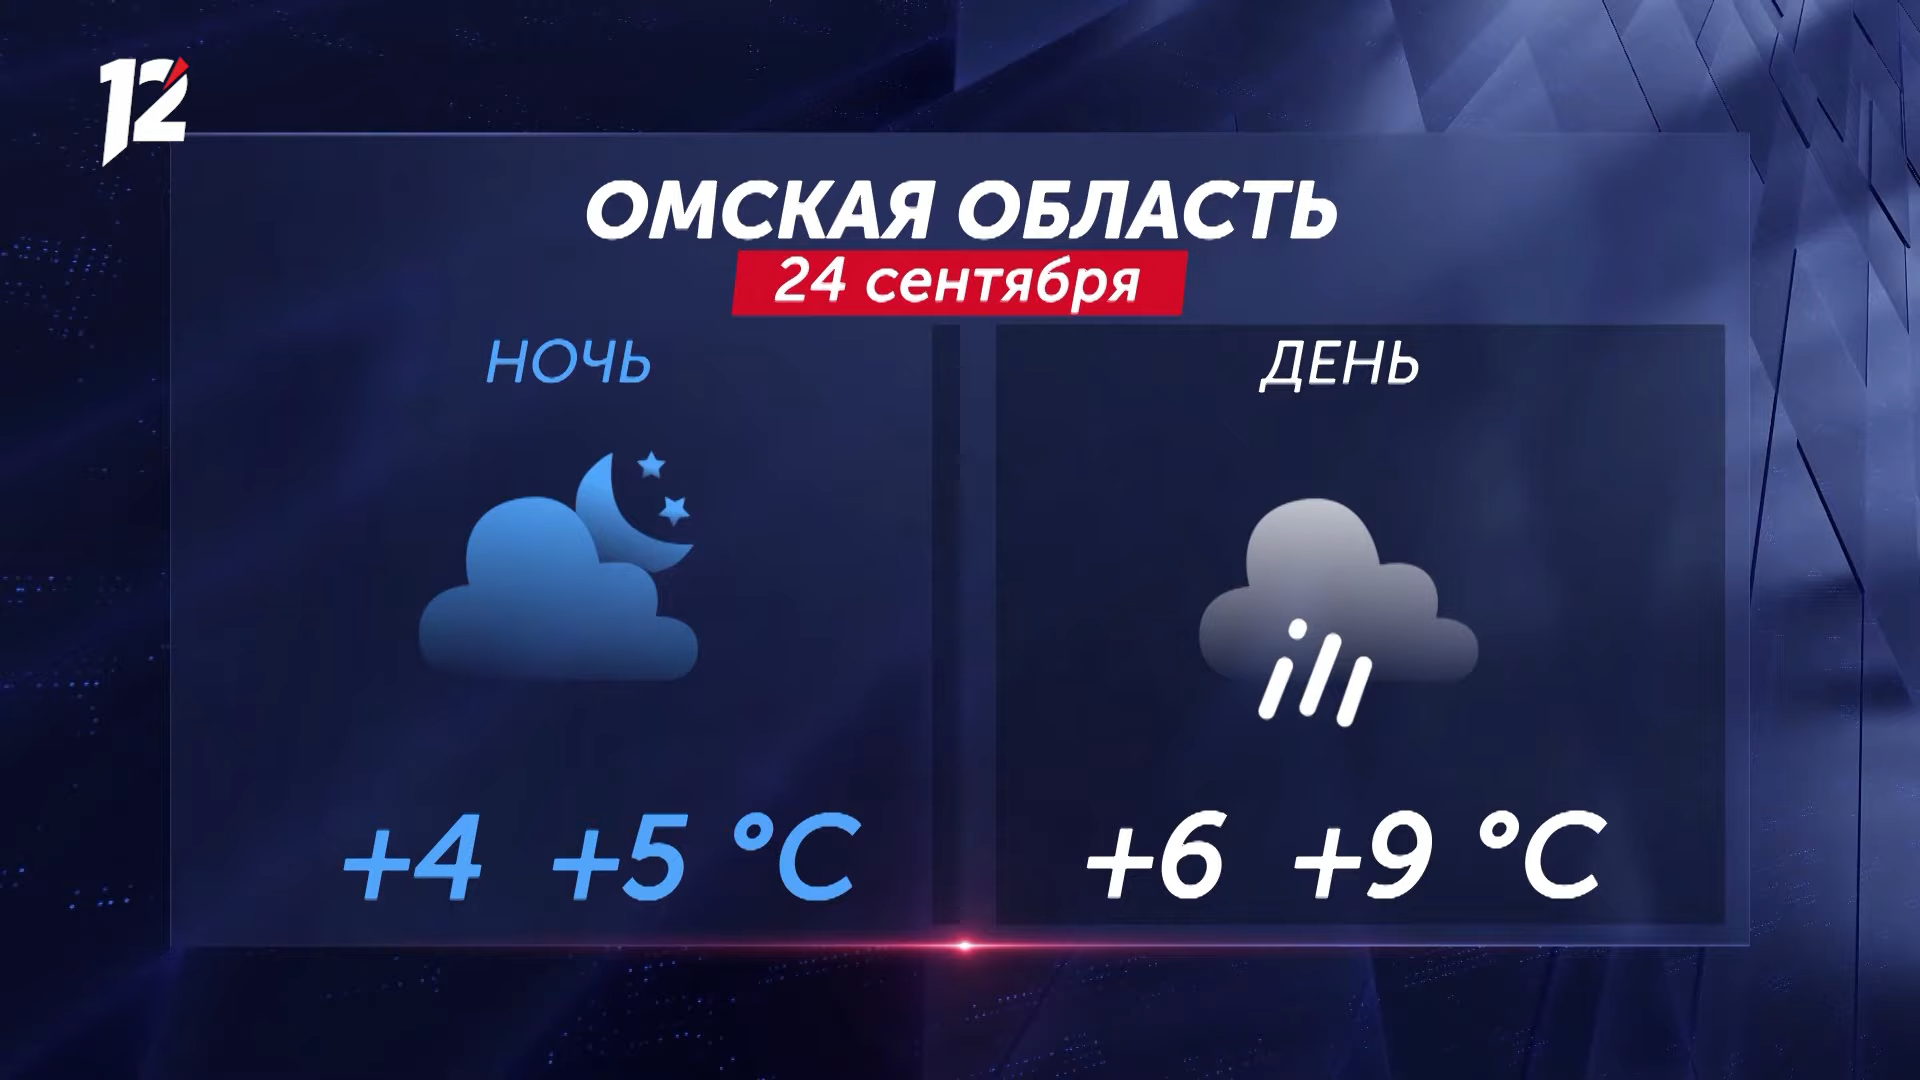 12
ОМСКАЯ ОБЛАСТЬ
24 сентября
НОЧЬ
ДЕНЬ
+4 +5 °C
+6 +9 °C